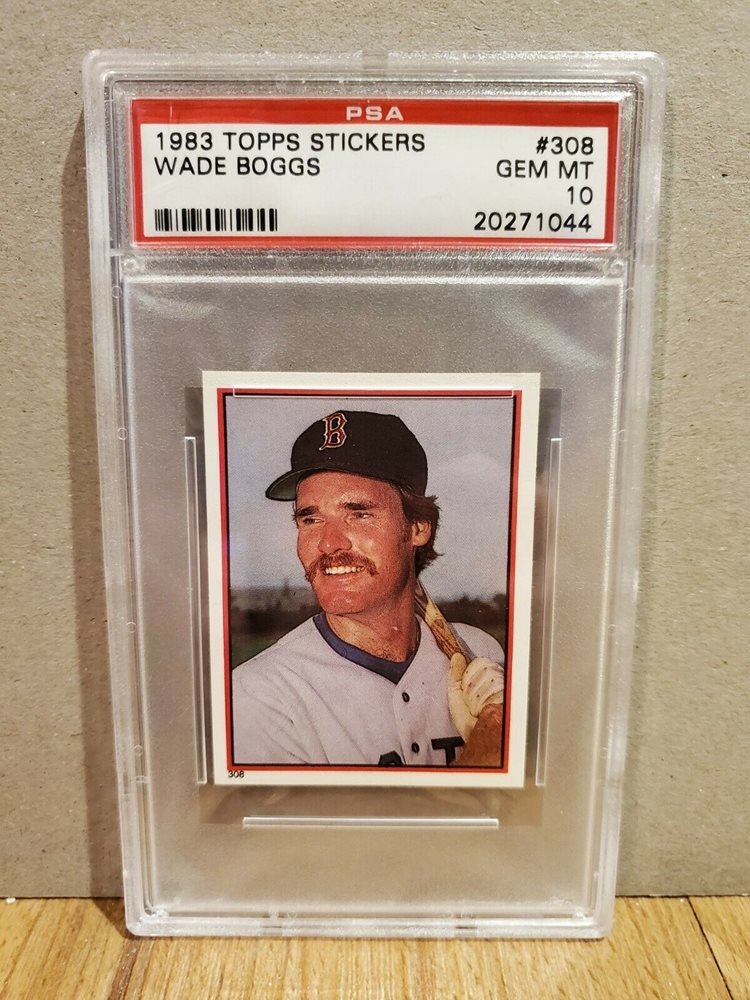 PSA
1983 TOPPS STICKERS #308
WADE BOGGS GEM MT
10
20271044
B
308